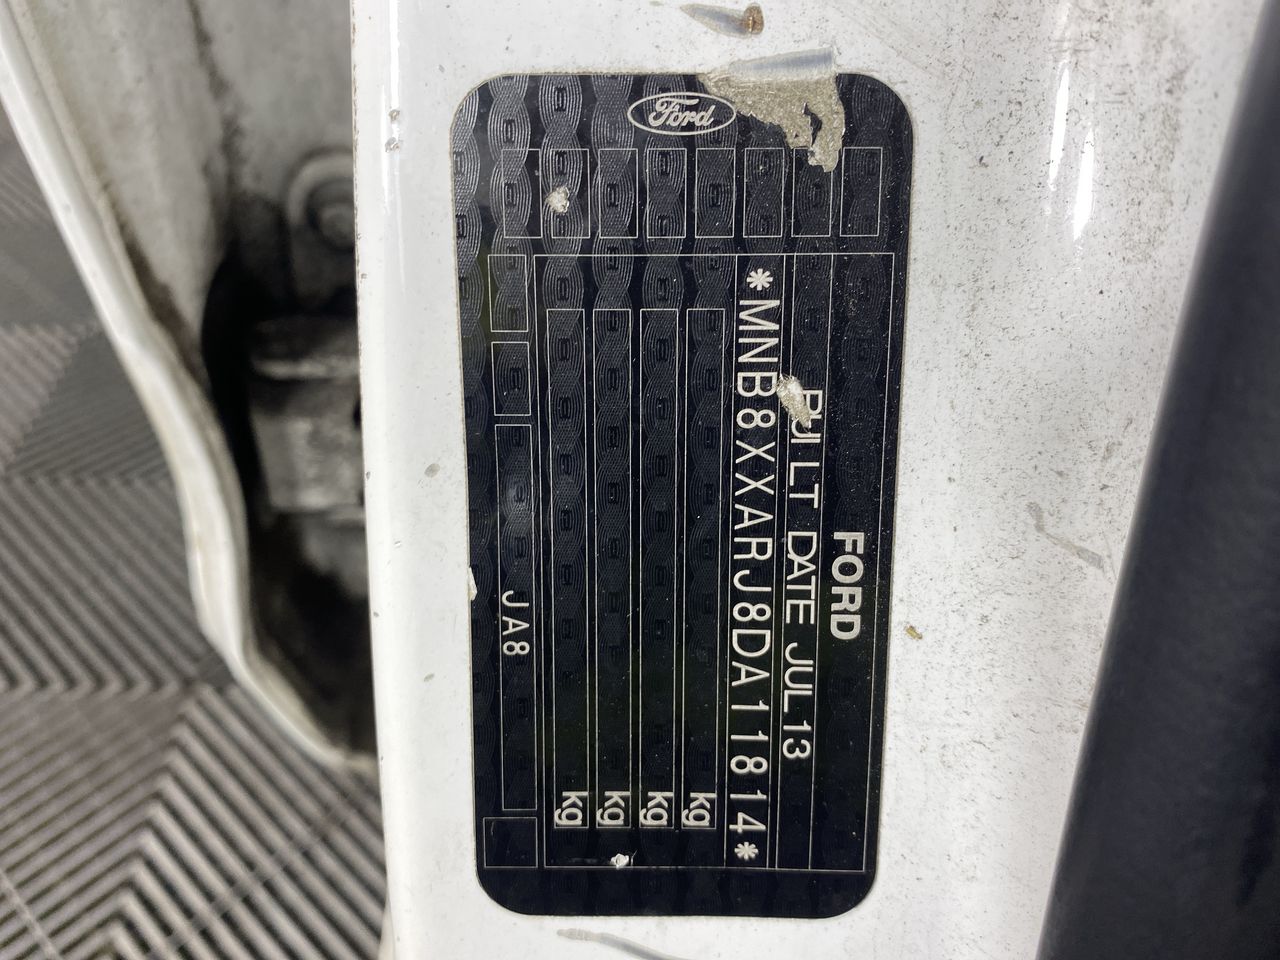 Ford
FORD
BUILT DATE JUL 13
*MNB8XXARJ8DA11814*
kg
kg
kg
kg
JA8